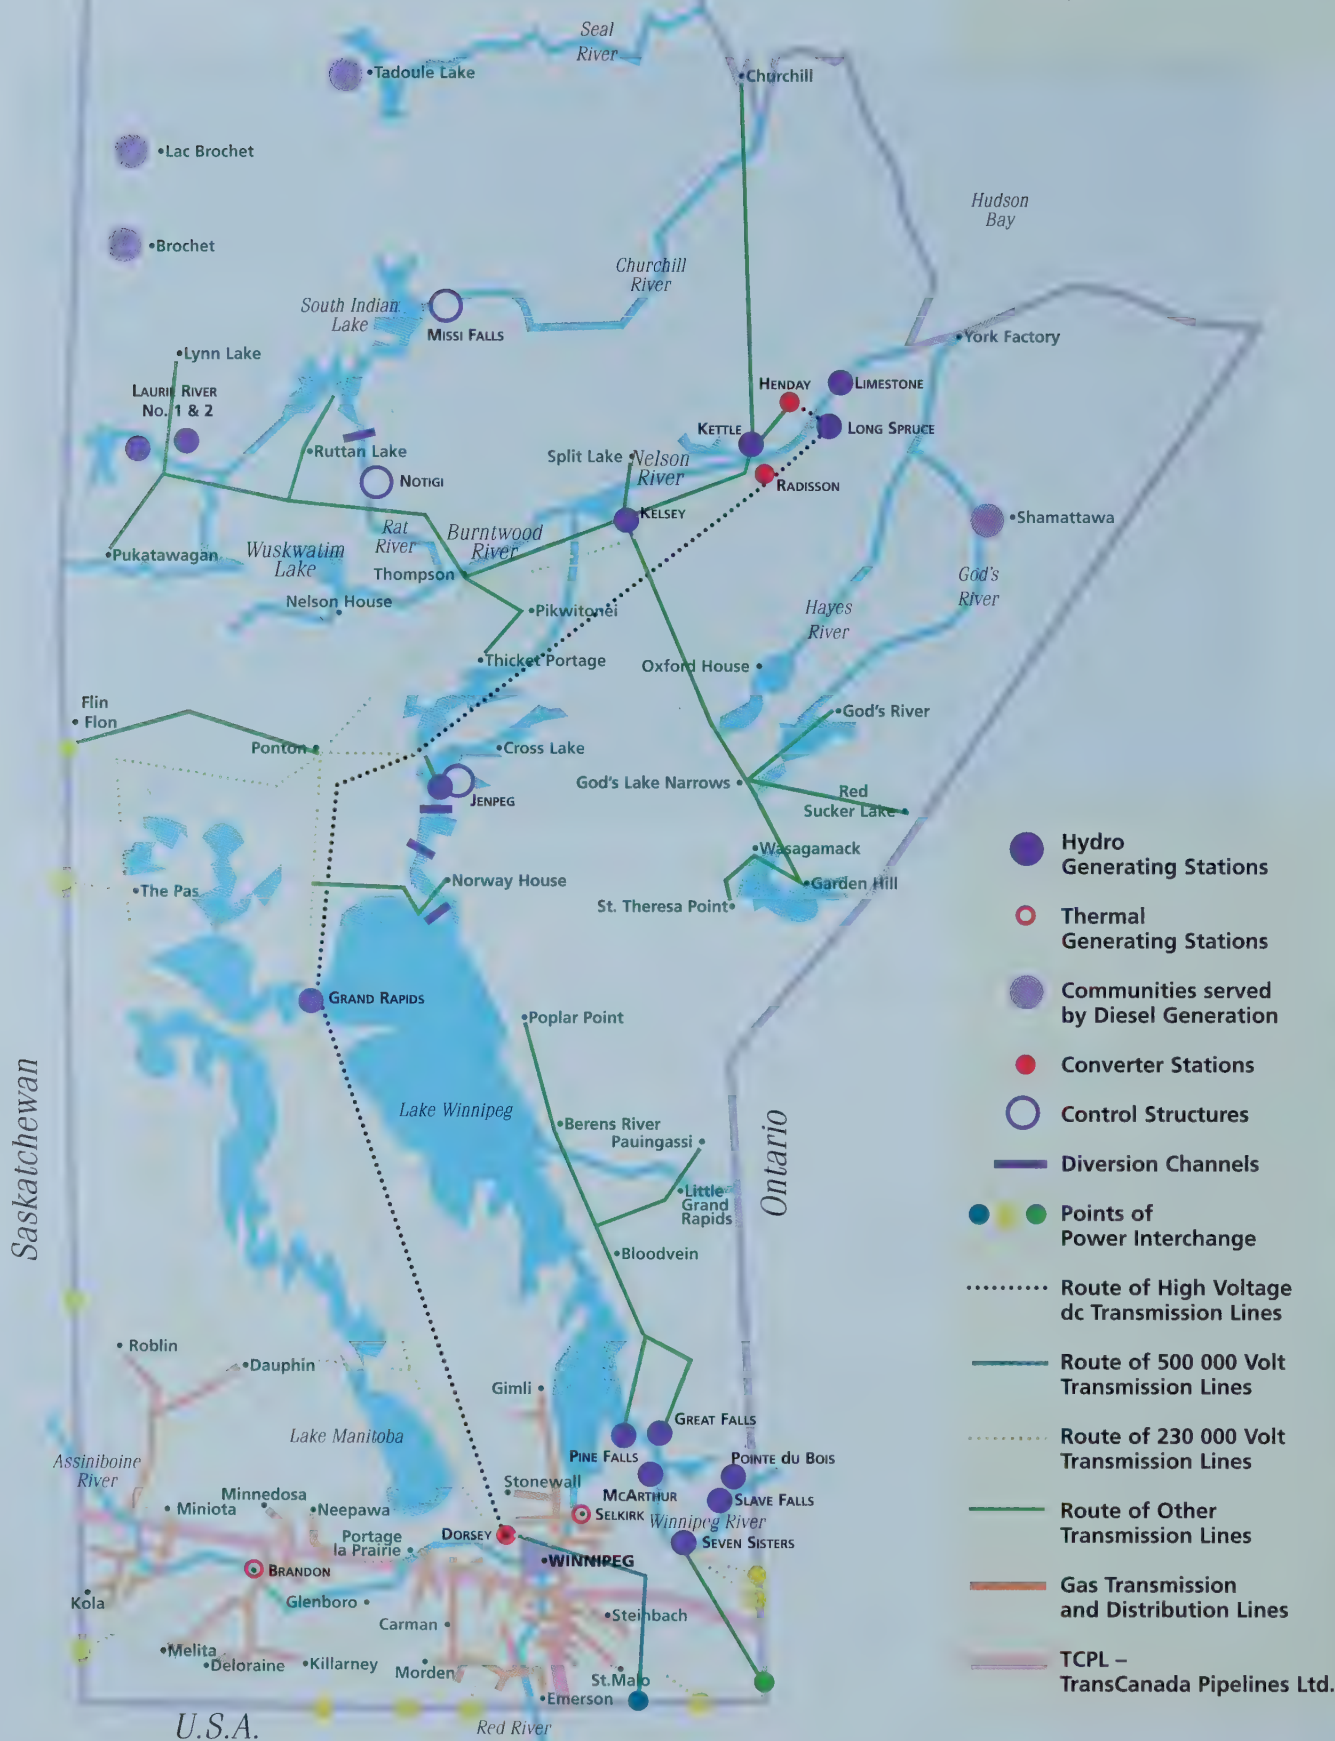 Seal
River
Tadoule Lake
Churchill
Lac Brochet
Hudson
Bay
Brochet
Churchill
River
South Indian
Lake
MISSI FALLS
York Factory
Lynn Lake
LAURIE RIVER
No. 1 & 2
HENDAY
LIMESTONE
KETTLE
LONG SPRUCE
Ruttan Lake
Split Lake
Nelson
River
NOTIGI
RADISSON
KELSEY
Shamattawa
Rat
River
Burntwood
River
Pukatawagan
Wuskwatim
Lake
Thompson
God's
River
Nelson House
Pikwitonei
Hayes
River
Thicket Portage
Oxford House
Flin
Flon
God's River
Ponton
Cross Lake
God's Lake Narrows
Red
Sucker Lake
JENPEG
Wasagamack
The Pas
Norway House
Garden Hill
St. Theresa Point
GRAND RAPIDS
Poplar Point
Saskatchewan
Lake Winnipeg
Berens River
Pauingassi
Ontario
Little
Grand
Rapids
Bloodvein
Roblin
Dauphin
Gimli
GREAT FALLS
Lake Manitoba
PINE FALLS
POINTE du BOIS
Assiniboine
River
Stonewall
MCARTHUR
SLAVE FALLS
Minnedosa
Miniota
Neepawa
SELKIRK
Winnipeg River
Portage
la Prairie
DORSEY
SEVEN SISTERS
WINNIPEG
BRANDON
Kola
Glenboro
Steinbach
Carman
Melita
Deloraine
Killarney
Morden
St.Malo
Emerson
U.S.A.
Red River
Hydro
Generating Stations
Thermal
Generating Stations
Communities served
by Diesel Generation
Converter Stations
Control Structures
Diversion Channels
Points of
Power Interchange
Route of High Voltage
dc Transmission Lines
Route of 500 000 Volt
Transmission Lines
Route of 230 000 Volt
Transmission Lines
Route of Other
Transmission Lines
Gas Transmission
and Distribution Lines
TCPL –
TransCanada Pipelines Ltd.